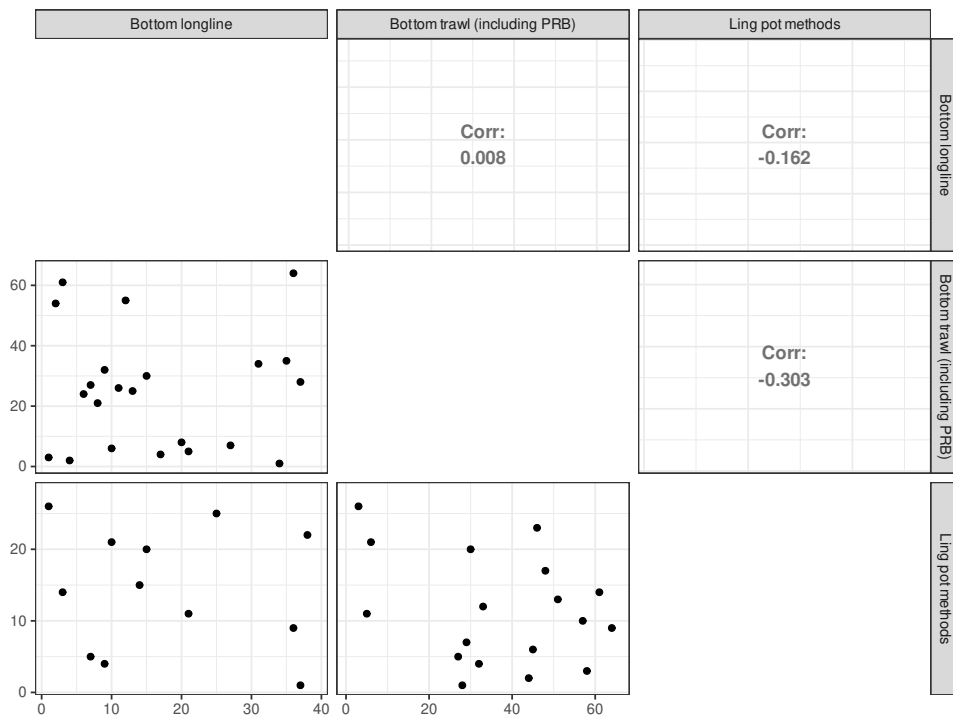 Bottom longline
Bottom trawl (including PRB)
Ling pot methods
Corr:
0.008
Corr:
-0.162
Bottom longline
60
40
20
0
Corr:
-0.303
Bottom trawl (including PRB)
20
10
0
Ling pot methods
0 10 20 30 40
0 20 40 60